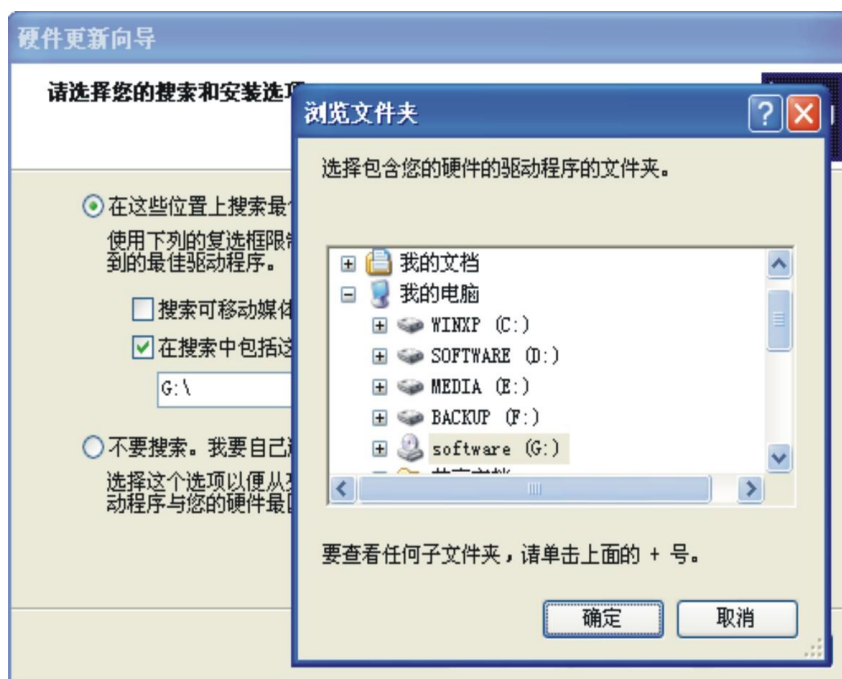 硬件更新向导
请选择您的搜索和安装选项
浏览文件夹
选择包含您的硬件的驱动程序的文件夹。
在这些位置上搜索最
使用下列的复选框限制
到的最佳驱动程序。
搜索可移动媒体
在搜索中包括这
G:\
不要搜索。我要自己
选择这个选项以便从
动程序与您的硬件最
我的文档
我的电脑
WINXP (C:)
SOFTWARE (D:)
MEDIA (E:)
BACKUP (F:)
software (G:)
要查看任何子文件夹，请单击上面的 + 号。
确定
取消